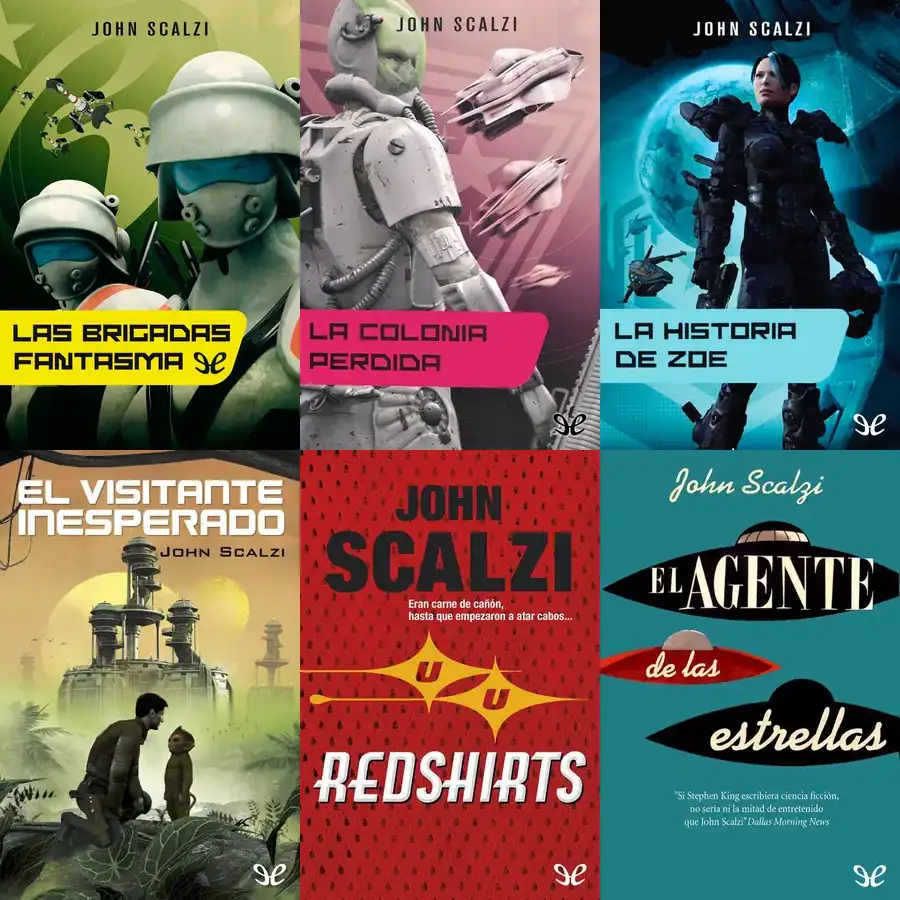 JOHN SCALZI
LAS BRIGADAS
FANTASMA
JOHN SCALZI
LA COLONIA
PERDIDA
JOHN SCALZI
LA HISTORIA
DE ZOE
EL VISITANTE
INESPERADO
JOHN SCALZI
JOHN
SCALZI
Eran carne de cañón,
hasta que empezaron a atar cabos...
U
U
REDSHIRTS
John Scalzi
EL AGENTE
de las
estrellas
"Si Stephen King escribiera ciencia ficción,
no sería ni la mitad de entretenido
que John Scalzi" Dallas Morning News